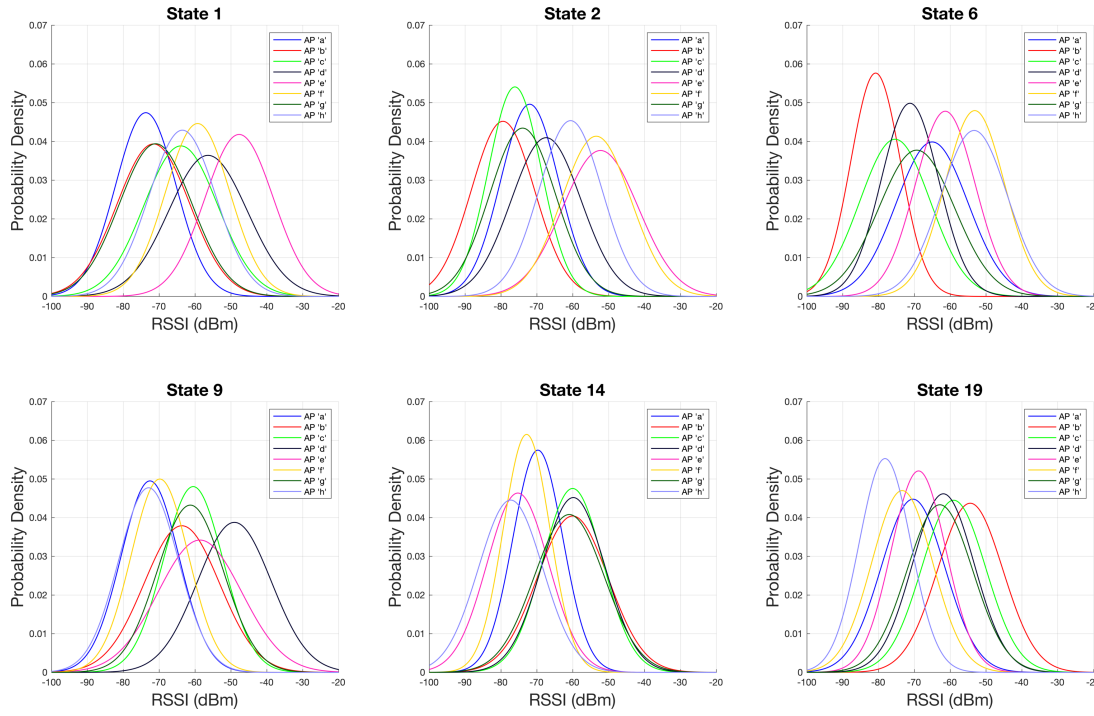 State 1
0.07
0.06
0.05
0.04
0.03
0.02
0.01
0
Probability Density
-100 -90 -80 -70 -60 -50 -40 -30 -20
RSSI (dBm)
AP 'a'
AP 'b'
AP 'c'
AP 'd'
AP 'e'
AP 'f'
AP 'g'
AP 'h'
State 2
0.07
0.06
0.05
0.04
0.03
0.02
0.01
0
Probability Density
-100 -90 -80 -70 -60 -50 -40 -30 -20
RSSI (dBm)
AP 'a'
AP 'b'
AP 'c'
AP 'd'
AP 'e'
AP 'f'
AP 'g'
AP 'h'
State 6
0.07
0.06
0.05
0.04
0.03
0.02
0.01
0
Probability Density
-100 -90 -80 -70 -60 -50 -40 -30 -20
RSSI (dBm)
AP 'a'
AP 'b'
AP 'c'
AP 'd'
AP 'e'
AP 'f'
AP 'g'
AP 'h'
State 9
0.07
0.06
0.05
0.04
0.03
0.02
0.01
0
Probability Density
-100 -90 -80 -70 -60 -50 -40 -30 -20
RSSI (dBm)
AP 'a'
AP 'b'
AP 'c'
AP 'd'
AP 'e'
AP 'f'
AP 'g'
AP 'h'
State 14
0.07
0.06
0.05
0.04
0.03
0.02
0.01
0
Probability Density
-100 -90 -80 -70 -60 -50 -40 -30 -20
RSSI (dBm)
AP 'a'
AP 'b'
AP 'c'
AP 'd'
AP 'e'
AP 'f'
AP 'g'
AP 'h'
State 19
0.07
0.06
0.05
0.04
0.03
0.02
0.01
0
Probability Density
-100 -90 -80 -70 -60 -50 -40 -30 -20
RSSI (dBm)
AP 'a'
AP 'b'
AP 'c'
AP 'd'
AP 'e'
AP 'f'
AP 'g'
AP 'h'